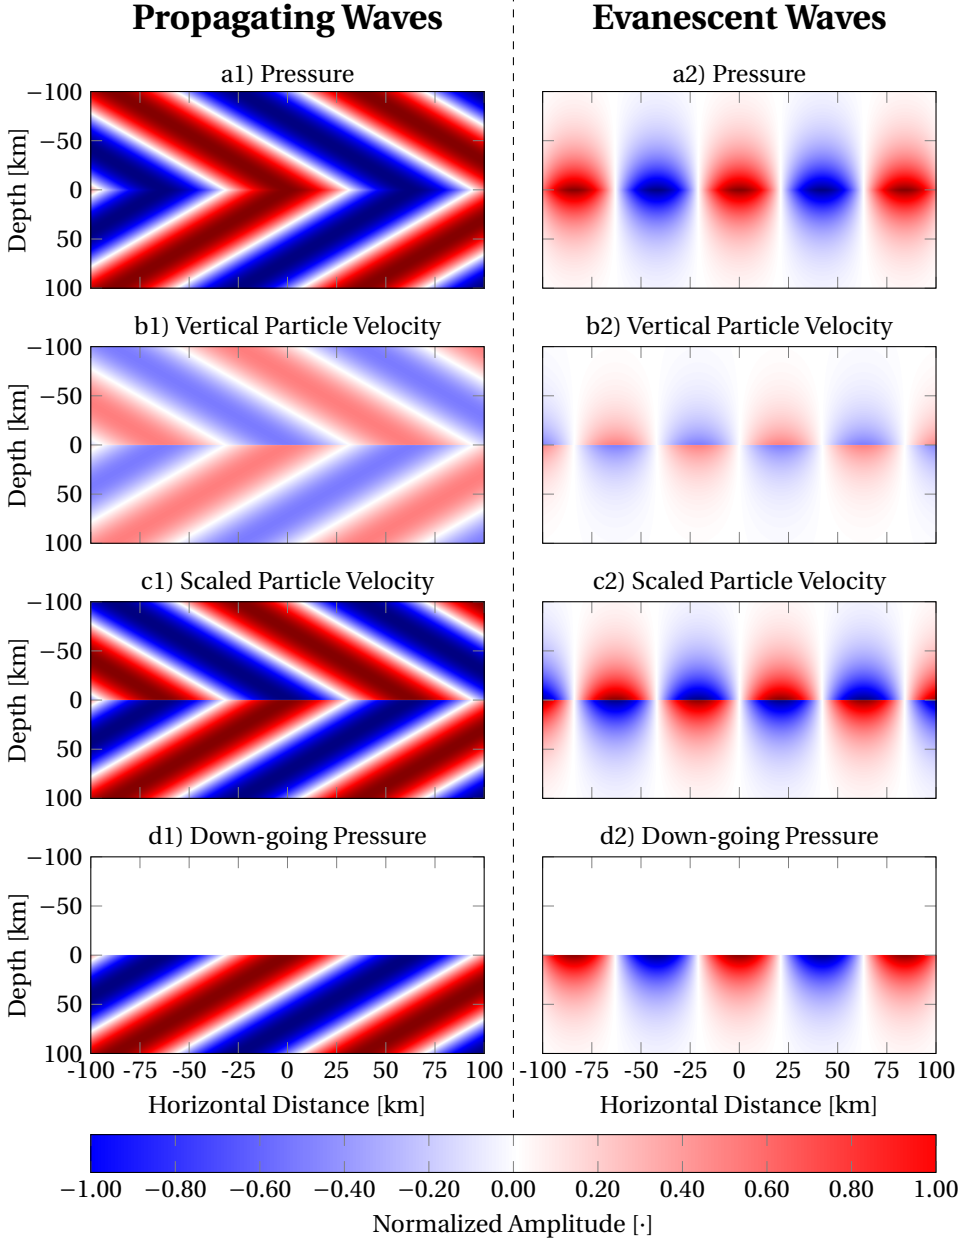 Propagating Waves Evanescent Waves
a1) Pressure a2) Pressure
−100
−50
0
50
100
Depth [km]
b1) Vertical Particle Velocity b2) Vertical Particle Velocity
−100
−50
0
50
100
Depth [km]
c1) Scaled Particle Velocity c2) Scaled Particle Velocity
−100
−50
0
50
100
Depth [km]
d1) Down-going Pressure d2) Down-going Pressure
−100
−50
0
50
100
Depth [km]
-100 -75 -50 -25 0 25 50 75 100 -100 -75 -50 -25 0 25 50 75 100
Horizontal Distance [km] Horizontal Distance [km]
−1.00 −0.80 −0.60 −0.40 −0.20 0.00 0.20 0.40 0.60 0.80 1.00
Normalized Amplitude [·]